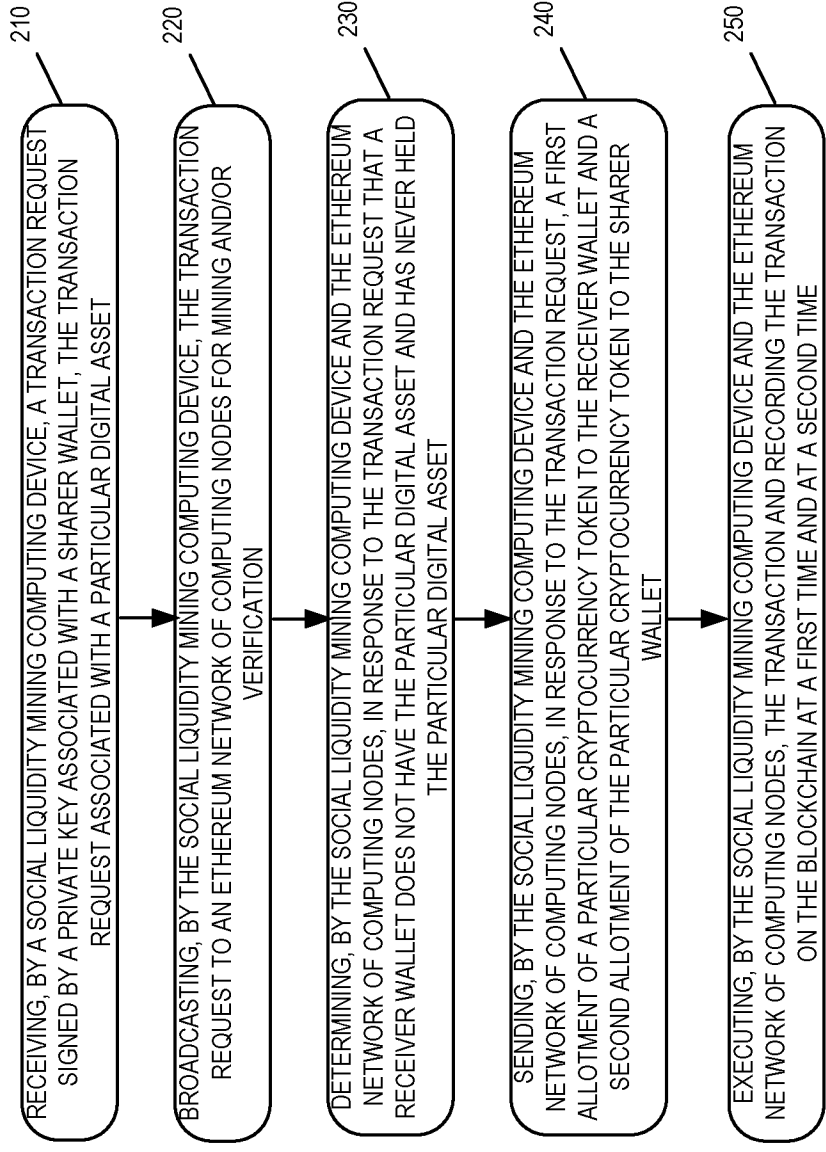 210
RECEIVING, BY A SOCIAL LIQUIDITY MINING COMPUTING DEVICE, A TRANSACTION REQUEST
SIGNED BY A PRIVATE KEY ASSOCIATED WITH A SHARER WALLET, THE TRANSACTION
REQUEST ASSOCIATED WITH A PARTICULAR DIGITAL ASSET
220
BROADCASTING, BY THE SOCIAL LIQUIDITY MINING COMPUTING DEVICE, THE TRANSACTION
REQUEST TO AN ETHEREUM NETWORK OF COMPUTING NODES FOR MINING AND/OR
VERIFICATION
230
DETERMINING, BY THE SOCIAL LIQUIDITY MINING COMPUTING DEVICE AND THE ETHEREUM
NETWORK OF COMPUTING NODES, IN RESPONSE TO THE TRANSACTION REQUEST THAT A
RECEIVER WALLET DOES NOT HAVE THE PARTICULAR DIGITAL ASSET AND HAS NEVER HELD
THE PARTICULAR DIGITAL ASSET
240
SENDING, BY THE SOCIAL LIQUIDITY MINING COMPUTING DEVICE AND THE ETHEREUM
NETWORK OF COMPUTING NODES, IN RESPONSE TO THE TRANSACTION REQUEST, A FIRST
ALLOTMENT OF A PARTICULAR CRYPTOCURRENCY TOKEN TO THE RECEIVER WALLET AND A
SECOND ALLOTMENT OF THE PARTICULAR CRYPTOCURRENCY TOKEN TO THE SHARER
WALLET
250
EXECUTING, BY THE SOCIAL LIQUIDITY MINING COMPUTING DEVICE AND THE ETHEREUM
NETWORK OF COMPUTING NODES, THE TRANSACTION AND RECORDING THE TRANSACTION
ON THE BLOCKCHAIN AT A FIRST TIME AND AT A SECOND TIME